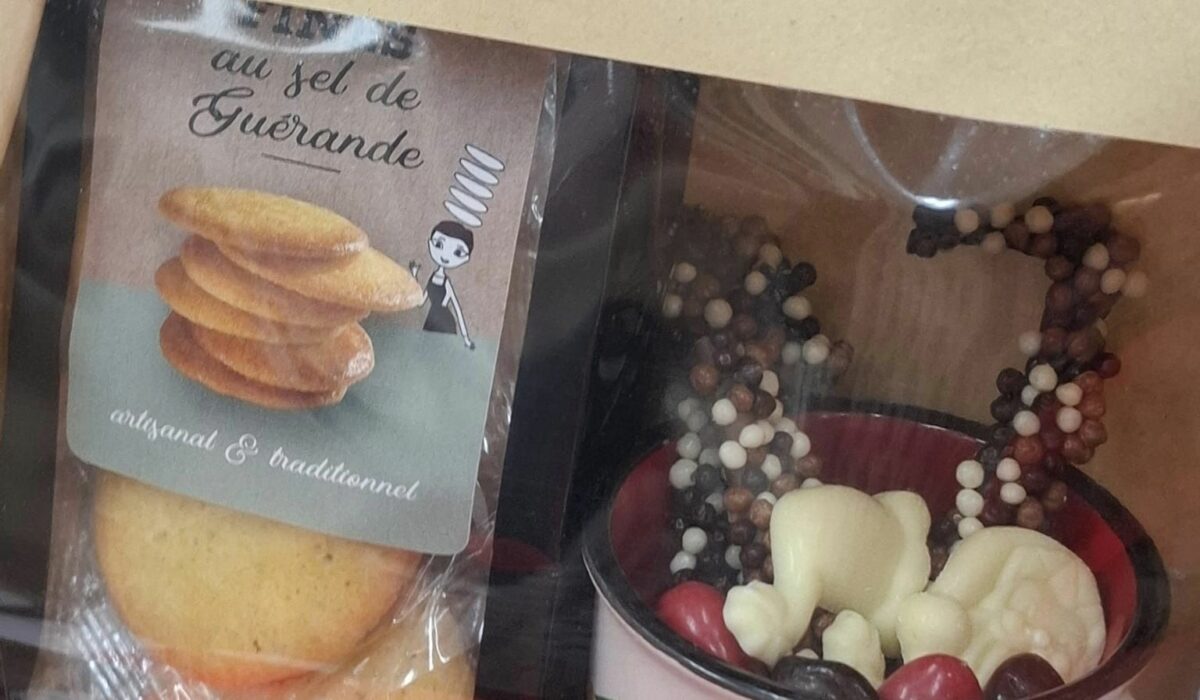 au sel de
Guérande
artisanal & traditionnel